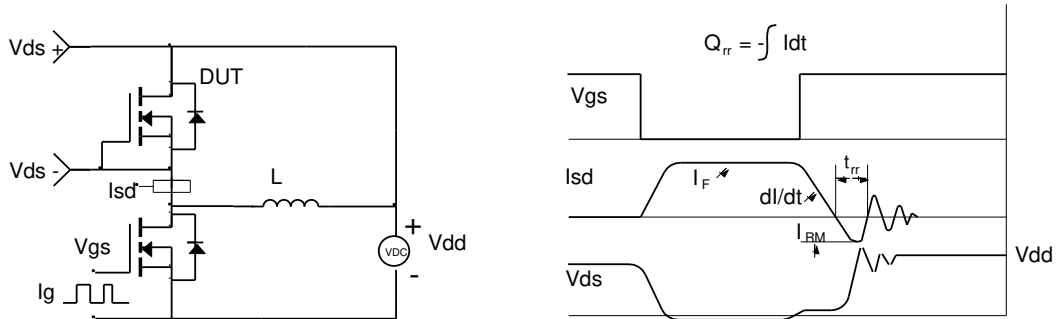 Vds +
DUT
Vds -
Isd
L
Vgs
Ig
+
VDC
Vdd
-
Q_rr = -∫ Idt
Vgs
Isd
I_F
dI/dt
t_rr
I_RM
Vds
Vdd